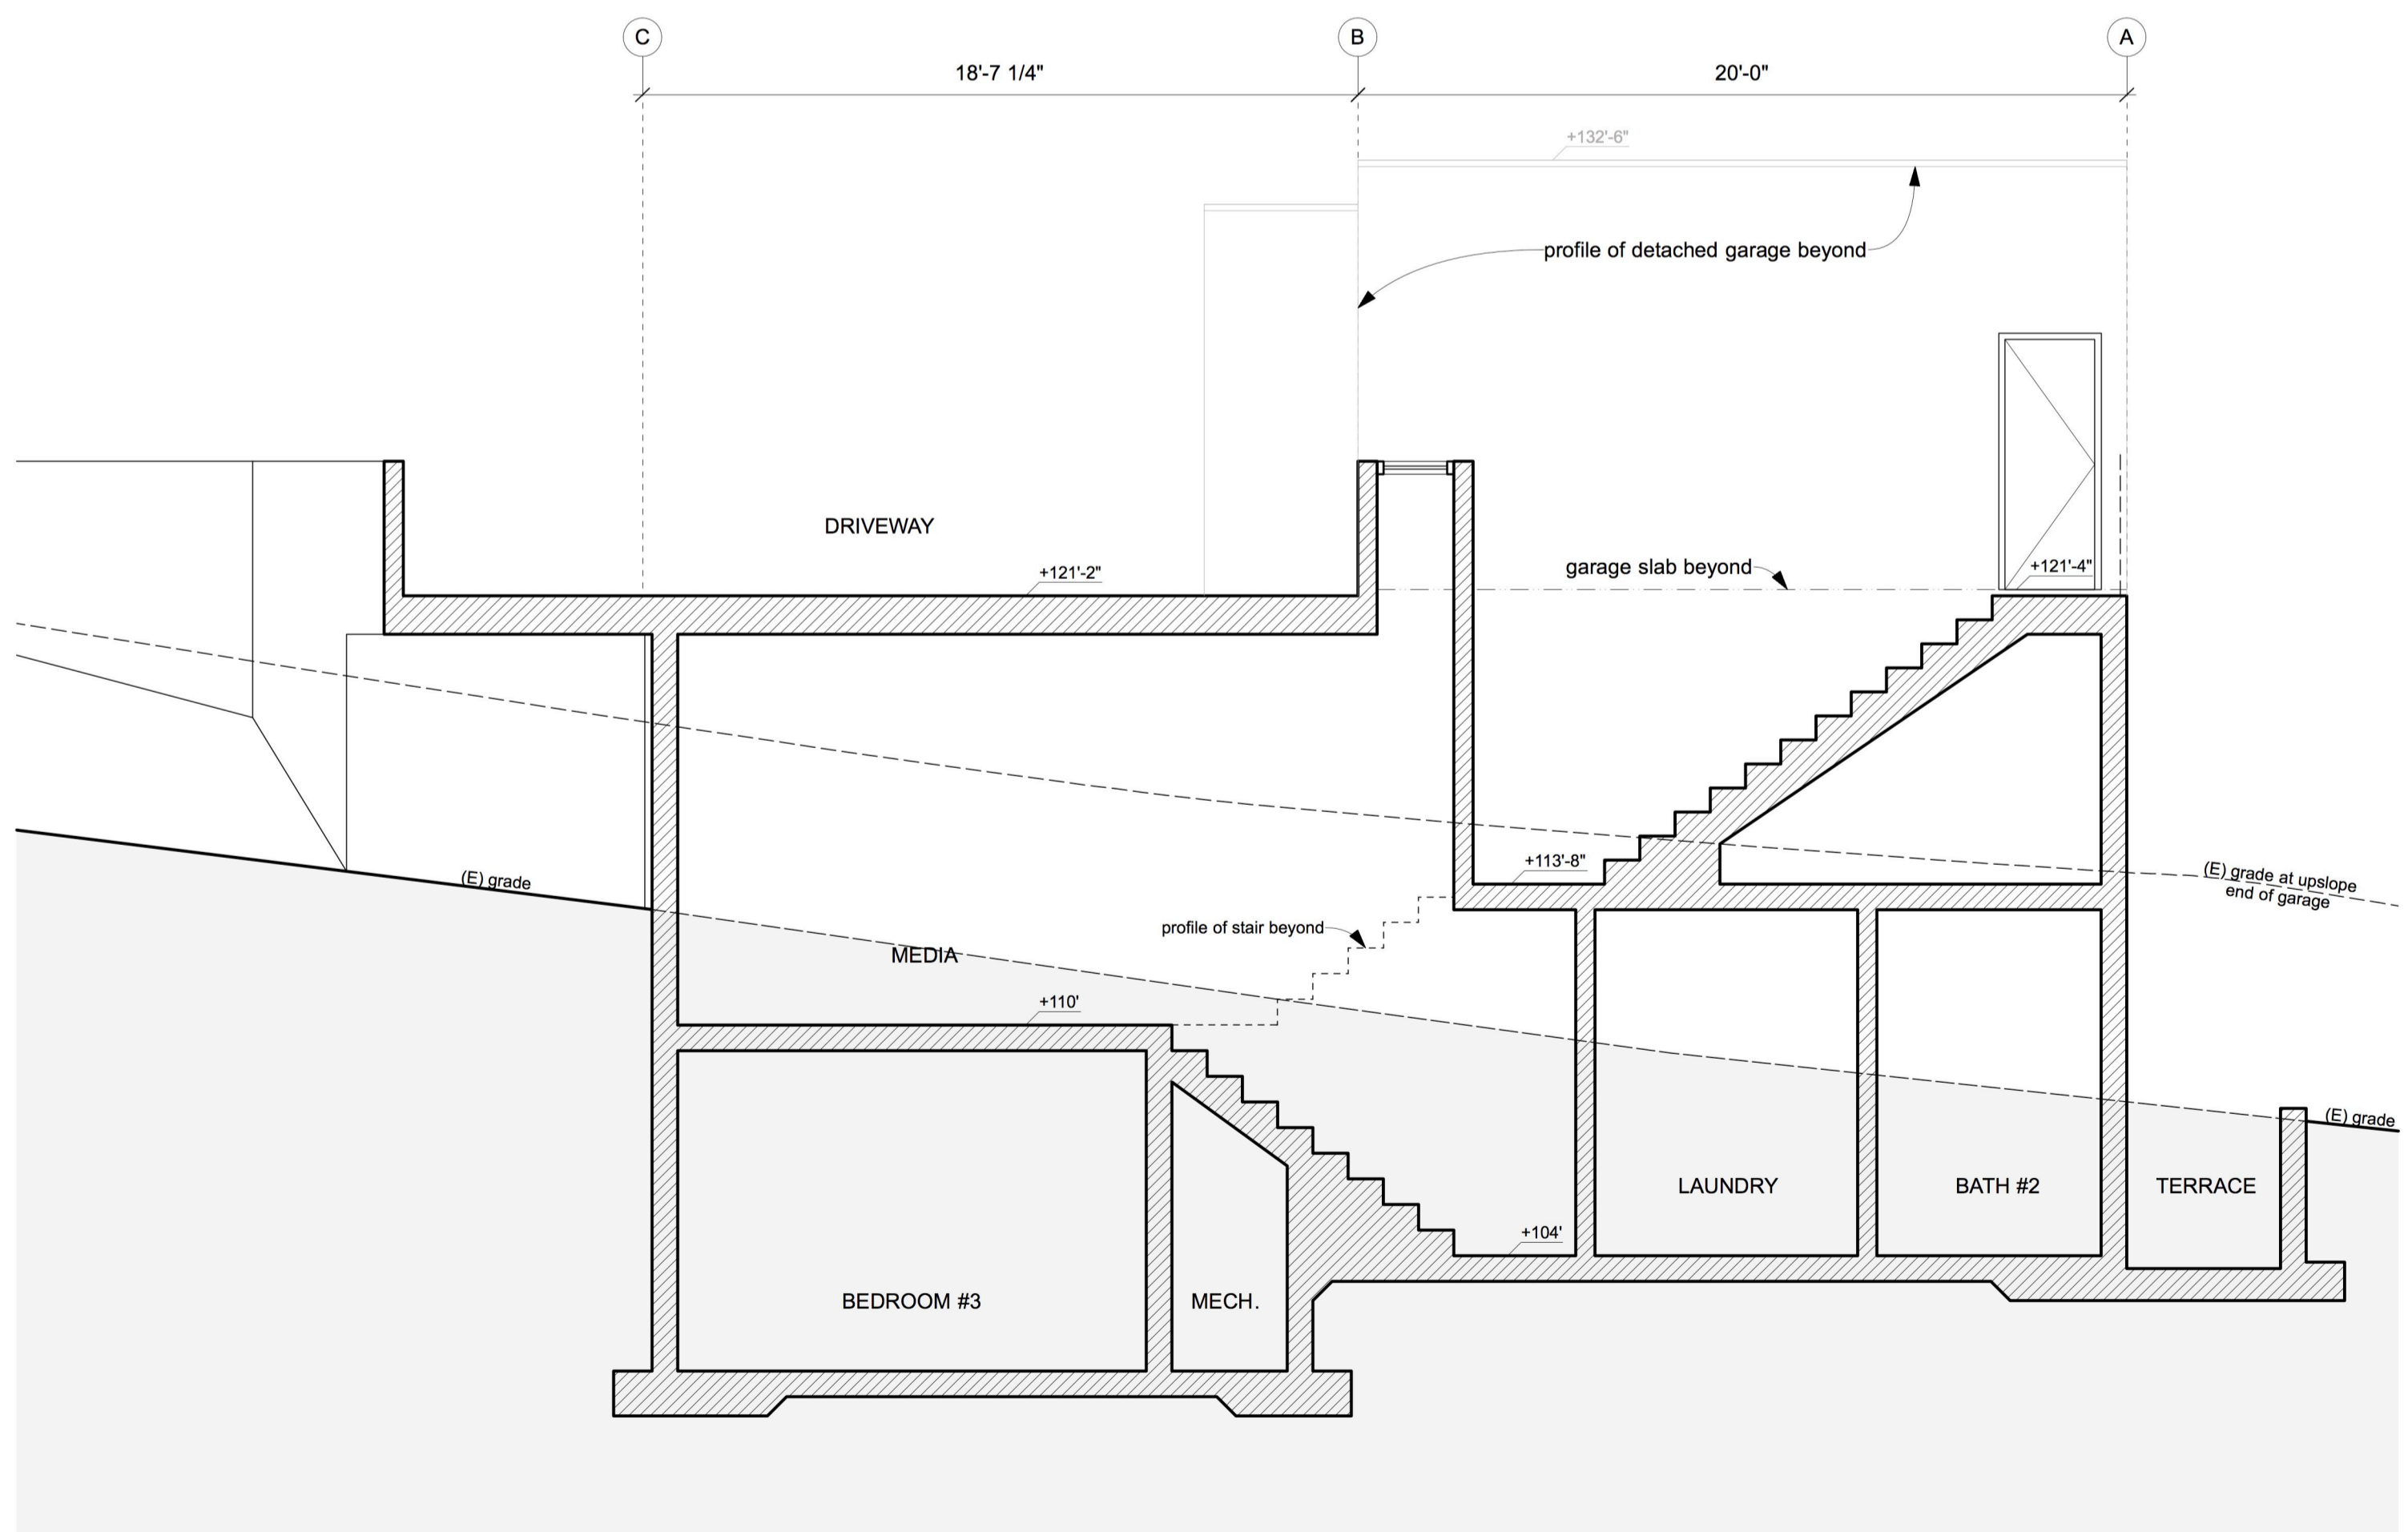 C
B
A
18'-7 1/4"
20'-0"
+132'-6"
profile of detached garage beyond
DRIVEWAY
garage slab beyond
+121'-2"
+121'-4"
+113'-8"
(E) grade
(E) grade at upslope
end of garage
profile of stair beyond
MEDIA
+110'
(E) grade
LAUNDRY
BATH #2
TERRACE
+104'
BEDROOM #3
MECH.